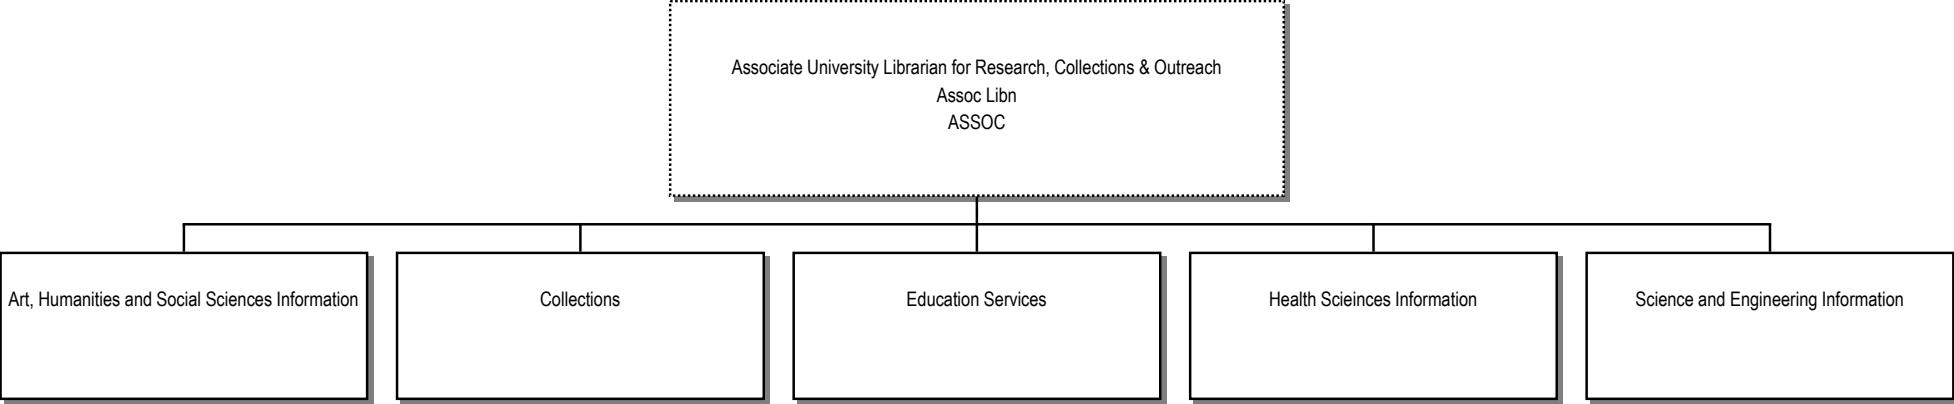 Associate University Librarian for Research, Collections & Outreach
Assoc Libn
ASSOC
Art, Humanities and Social Sciences Information
Collections
Education Services
Health Scieinces Information
Science and Engineering Information